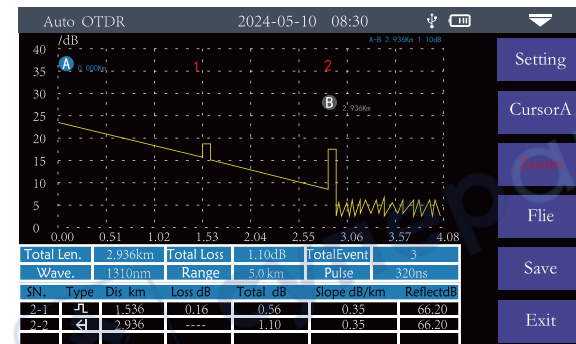 Auto OTDR 2024-05-10 08:30
/dB
A-B 2.936Km 1.10dB
40
35
30
25
20
15
10
5
0
A 0.000Km
1
2
B 2.936Km
0.00 0.51 1.02 1.53 2.04 2.55 3.06 3.57 4.08
Setting
CursorA
Zoom
Flie
Save
Exit
Total Len. 2.936km Total Loss 1.10dB TotalEvent 3
Wave. 1310nm Range 5.0 km Pulse 320ns
SN. Type Dis km Loss dB Total dB Slope dB/km ReflectdB
2-1 1.536 0.16 0.56 0.35 66.20
2-2 2.936 ---- 1.10 0.35 66.20